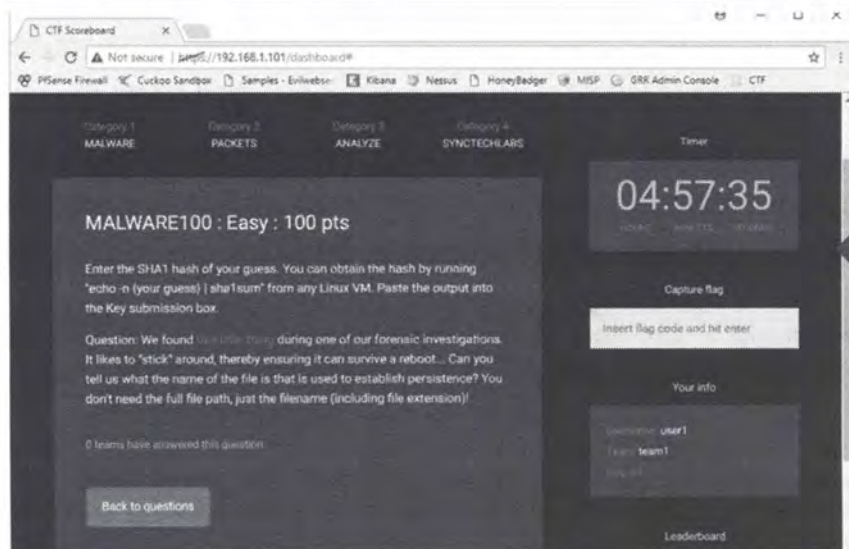 CTF Scoreboard
Not secure | https://192.168.1.101/dashboard#
PfSense Firewall Cuckoo Sandbox Samples - Evilwebse Kibana Nessus HoneyBadger MISP GRR Admin Console CTF
Category 1 Category 2 Category 3 Category 4
MALWARE PACKETS ANALYZE SYNCTECHLABS
Timer
04:57:35
HOURS MINUTES SECONDS
MALWARE100 : Easy : 100 pts
Enter the SHA1 hash of your guess. You can obtain the hash by running
"echo -n (your guess) | sha1sum" from any Linux VM. Paste the output into
the Key submission box.
Capture flag
Insert flag code and hit enter
Question: We found during one of our forensic investigations.
It likes to "stick" around, thereby ensuring it can survive a reboot... Can you
tell us what the name of the file is that is used to establish persistence? You
don't need the full file path, just the filename (including file extension)!
Your info
user1
Team: team1
0 teams have answered this question
Back to questions
Leaderboard